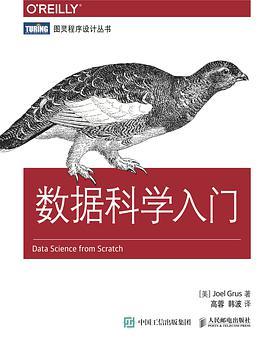 O'REILLY®
TURING 图灵程序设计丛书
数据科学入门
Data Science from Scratch
[美] Joel Grus 著
高蓉 韩波 译
中国工信出版集团 人民邮电出版社
POSTS & TELECOM PRESS